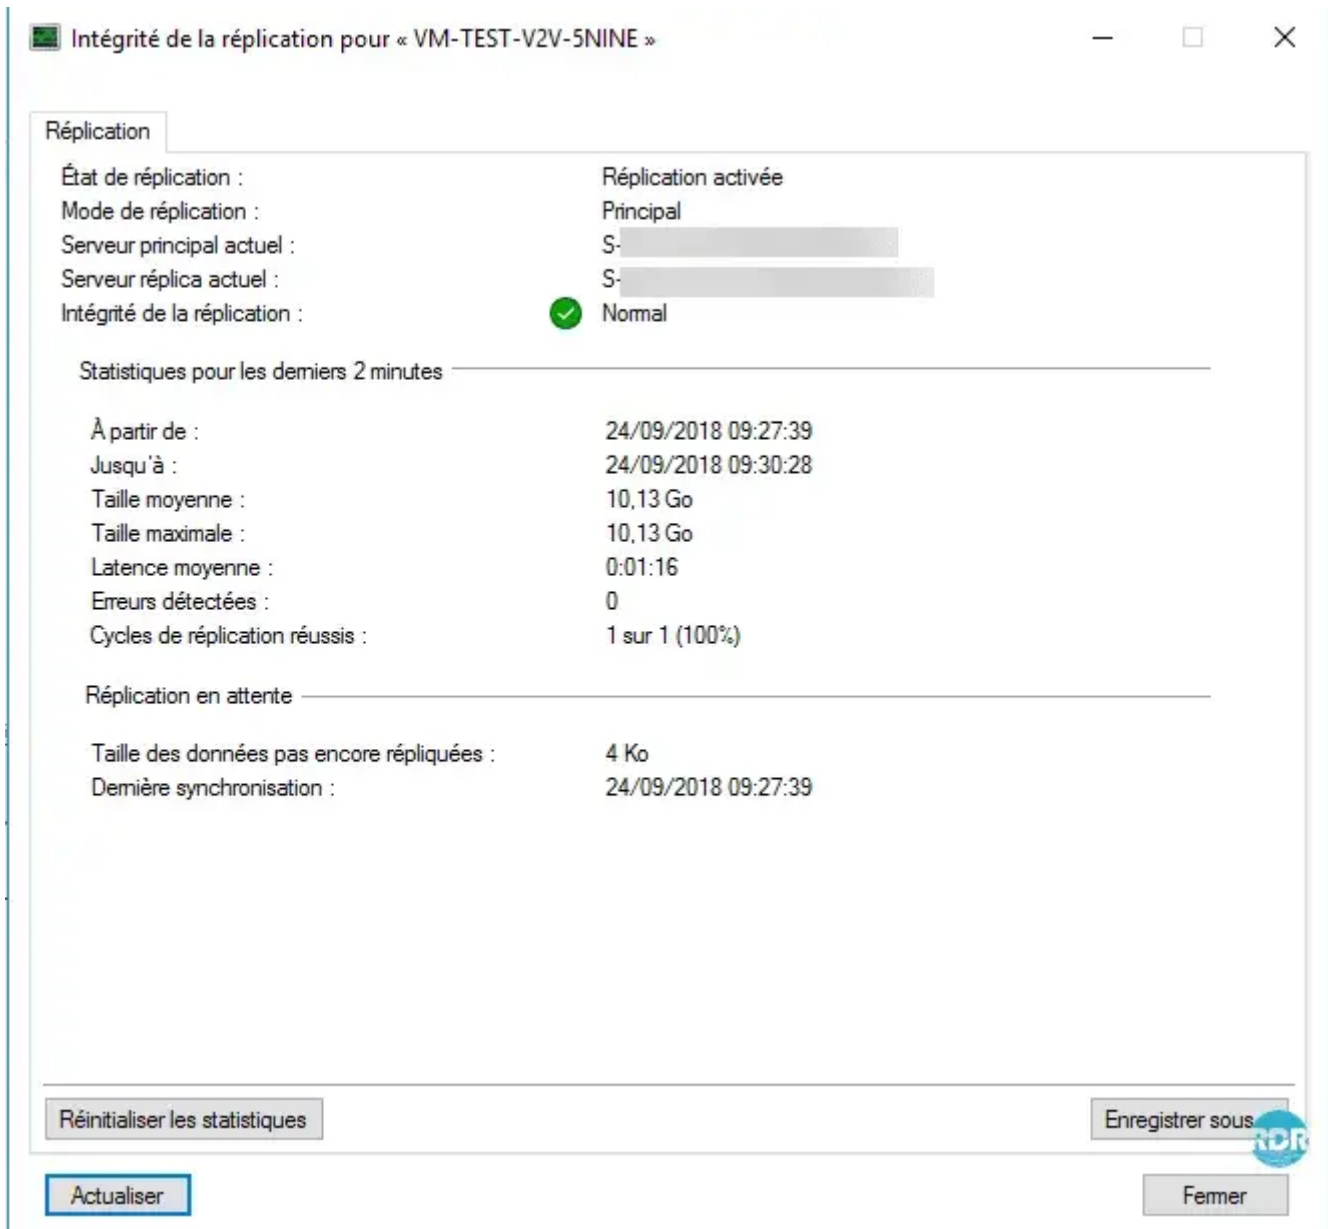 Intégrité de la réplication pour « VM-TEST-V2V-5NINE »
Réplication
État de réplication : Réplication activée
Mode de réplication : Principal
Serveur principal actuel : S-
Serveur réplica actuel : S-
Intégrité de la réplication : Normal
Statistiques pour les derniers 2 minutes
À partir de : 24/09/2018 09:27:39
Jusqu'à : 24/09/2018 09:30:28
Taille moyenne : 10,13 Go
Taille maximale : 10,13 Go
Latence moyenne : 0:01:16
Erreurs détectées : 0
Cycles de réplication réussis : 1 sur 1 (100%)
Réplication en attente
Taille des données pas encore répliquées : 4 Ko
Dernière synchronisation : 24/09/2018 09:27:39
Réinitialiser les statistiques Enregistrer sous
RDR
Actualiser Fermer